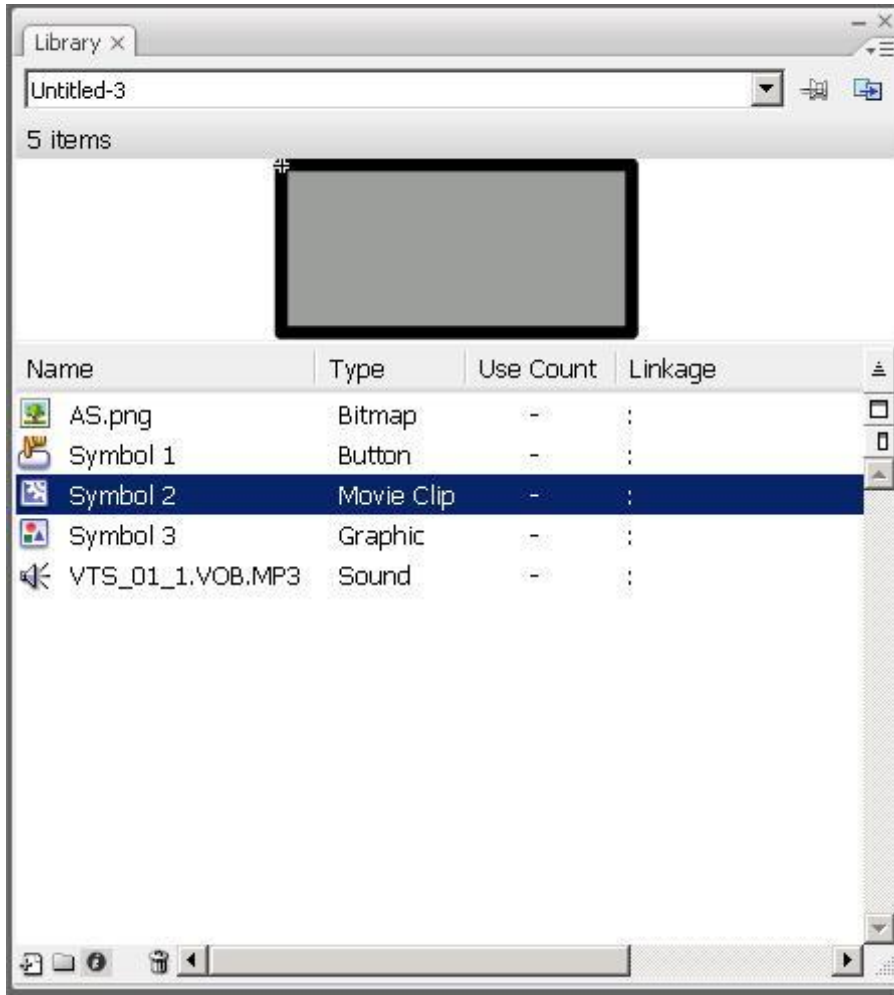 Library
Untitled-3
5 items
Name Type Use Count Linkage
AS.png Bitmap - :
Symbol 1 Button - :
Symbol 2 Movie Clip - :
Symbol 3 Graphic - :
VTS_01_1.VOB.MP3 Sound - :